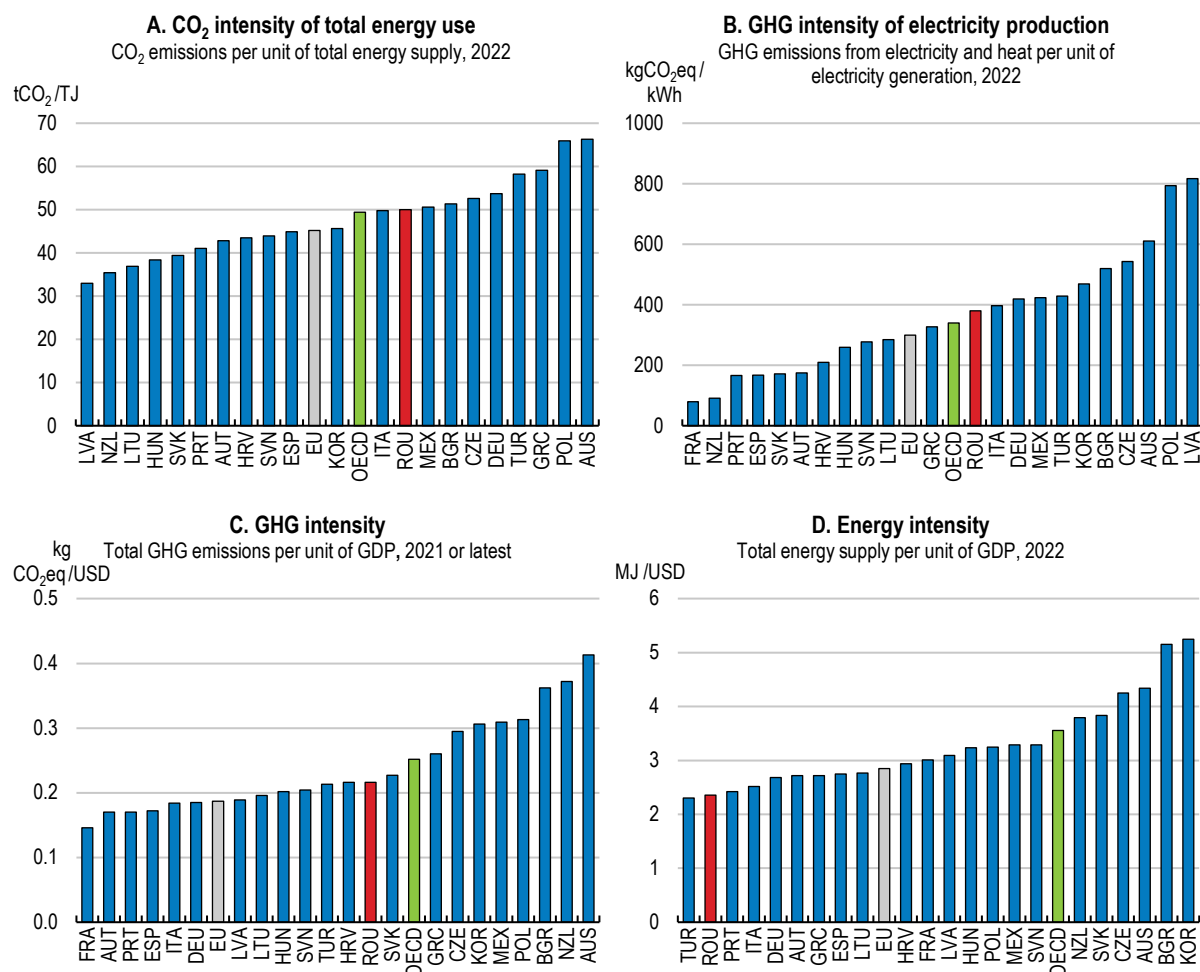 A. CO₂ intensity of total energy use
CO₂ emissions per unit of total energy supply, 2022
tCO₂ /TJ
70
60
50
40
30
20
10
0
LVA NZL LTU HUN SVK PRT AUT HRV SVN ESP EU KOR OECD ITA ROU MEX BGR CZE DEU TUR GRC POL AUS
B. GHG intensity of electricity production
GHG emissions from electricity and heat per unit of
electricity generation, 2022
kgCO₂eq /
kWh
1000
800
600
400
200
0
FRA NZL PRT ESP SVK AUT HRV HUN SVN LTU EU GRC OECD ROU ITA DEU MEX TUR KOR BGR CZE AUS POL LVA
C. GHG intensity
Total GHG emissions per unit of GDP, 2021 or latest
kg
CO₂eq /USD
0.5
0.4
0.3
0.2
0.1
0.0
FRA AUT PRT ESP ITA DEU EU LVA LTU HUN SVN TUR HRV ROU SVK OECD GRC CZE KOR MEX POL BGR NZL AUS
D. Energy intensity
Total energy supply per unit of GDP, 2022
MJ /USD
6
5
4
3
2
1
0
TUR ROU PRT ITA DEU AUT GRC ESP LTU EU HRV FRA LVA HUN POL MEX SVN OECD NZL SVK CZE AUS BGR KOR